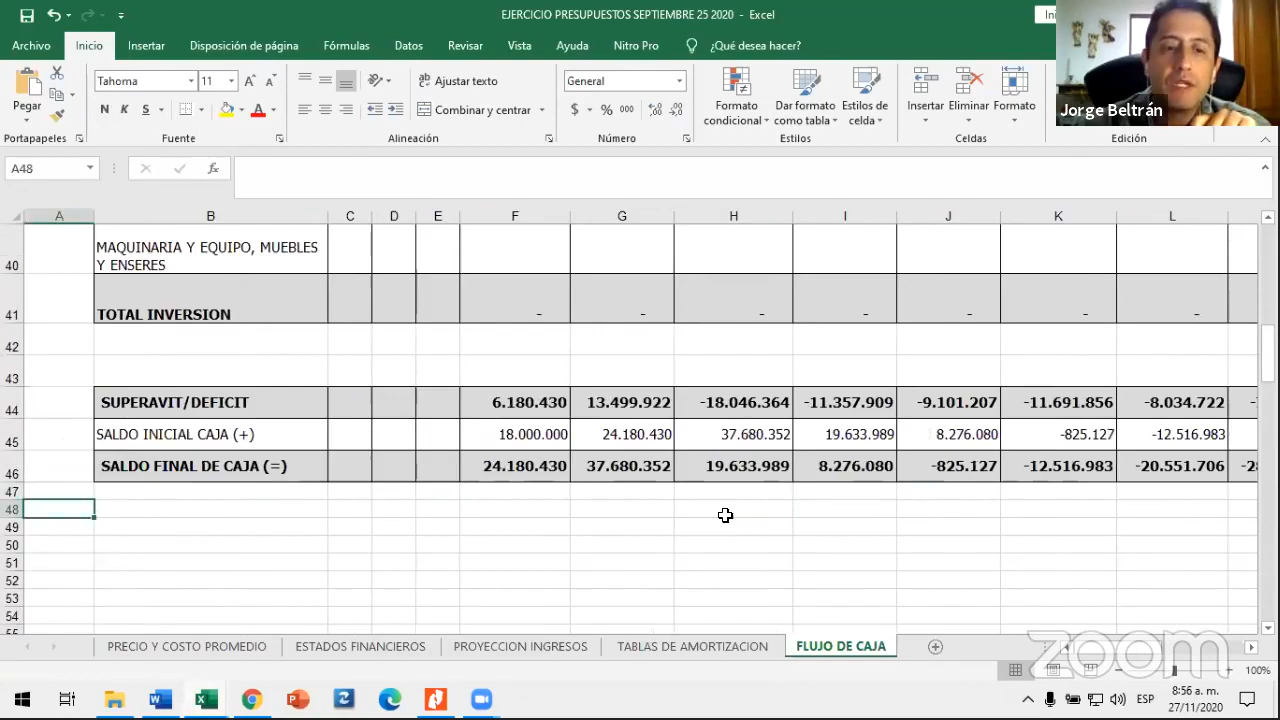 EJERCICIO PRESUPUESTOS SEPTIEMBRE 25 2020 - Excel
Ini
Archivo Inicio Insertar Disposición de página Fórmulas Datos Revisar Vista Ayuda Nitro Pro ¿Qué desea hacer?
Jorge Beltrán
Pegar
Tahoma 11
N K S
Ajustar texto
Combinar y centrar
General
$ % 000
Formato condicional
Dar formato como tabla
Estilos de celda
Insertar Eliminar Formato
Portapapeles Fuente Alineación Número Estilos Celdas Edición
A48 fx
A B C D E F G H I J K L
40 MAQUINARIA Y EQUIPO, MUEBLES
Y ENSERES
41 TOTAL INVERSION - - - - - - -
42
43
44 SUPERAVIT/DEFICIT 6.180.430 13.499.922 -18.046.364 -11.357.909 -9.101.207 -11.691.856 -8.034.722
45 SALDO INICIAL CAJA (+) 18.000.000 24.180.430 37.680.352 19.633.989 8.276.080 -825.127 -12.516.983
46 SALDO FINAL DE CAJA (=) 24.180.430 37.680.352 19.633.989 8.276.080 -825.127 -12.516.983 -20.551.706
47
48
49
50
51
52
53
54
PRECIO Y COSTO PROMEDIO ESTADOS FINANCIEROS PROYECCION INGRESOS TABLAS DE AMORTIZACION FLUJO DE CAJA
zoom
100%
ESP
8:56 a. m.
27/11/2020